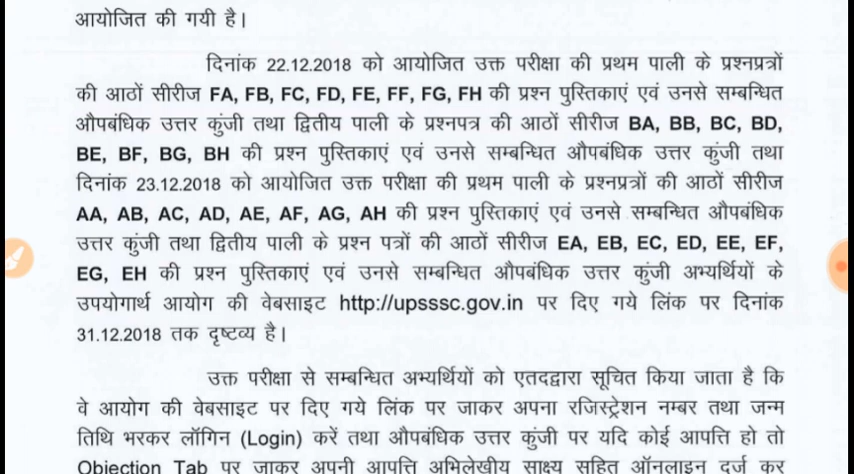 आयोजित की गयी है।
दिनांक 22.12.2018 को आयोजित उक्त परीक्षा की प्रथम पाली के प्रश्नप्रत्रों
की आठों सीरीज FA, FB, FC, FD, FE, FF, FG, FH की प्रश्न पुस्तिकाएं एवं उनसे सम्बन्धित
औपबंधिक उत्तर कुंजी तथा द्वितीय पाली के प्रश्नपत्र की आठों सीरीज BA, BB, BC, BD,
BE, BF, BG, BH की प्रश्न पुस्तिकाएं एवं उनसे सम्बन्धित औपबंधिक उत्तर कुंजी तथा
दिनांक 23.12.2018 को आयोजित उक्त परीक्षा की प्रथम पाली के प्रश्नप्रत्रों की आठों सीरीज
AA, AB, AC, AD, AE, AF, AG, AH की प्रश्न पुस्तिकाएं एवं उनसे सम्बन्धित औपबंधिक
उत्तर कुंजी तथा द्वितीय पाली के प्रश्न पत्रों की आठों सीरीज EA, EB, EC, ED, EE, EF,
EG, EH की प्रश्न पुस्तिकाएं एवं उनसे सम्बन्धित औपबंधिक उत्तर कुंजी अभ्यर्थियों के
उपयोगार्थ आयोग की वेबसाइट http://upsssc.gov.in पर दिए गये लिंक पर दिनांक
31.12.2018 तक दृष्टव्य है।
उक्त परीक्षा से सम्बन्धित अभ्यर्थियों को एतदद्वारा सूचित किया जाता है कि
वे आयोग की वेबसाइट पर दिए गये लिंक पर जाकर अपना रजिस्ट्रेशन नम्बर तथा जन्म
तिथि भरकर लॉगिन (Login) करें तथा औपबंधिक उत्तर कुंजी पर यदि कोई आपत्ति हो तो
Objection Tab पर जाकर अपनी आपत्ति अभिलेखीय साक्ष्य सहित ऑनलाइन दर्ज कर